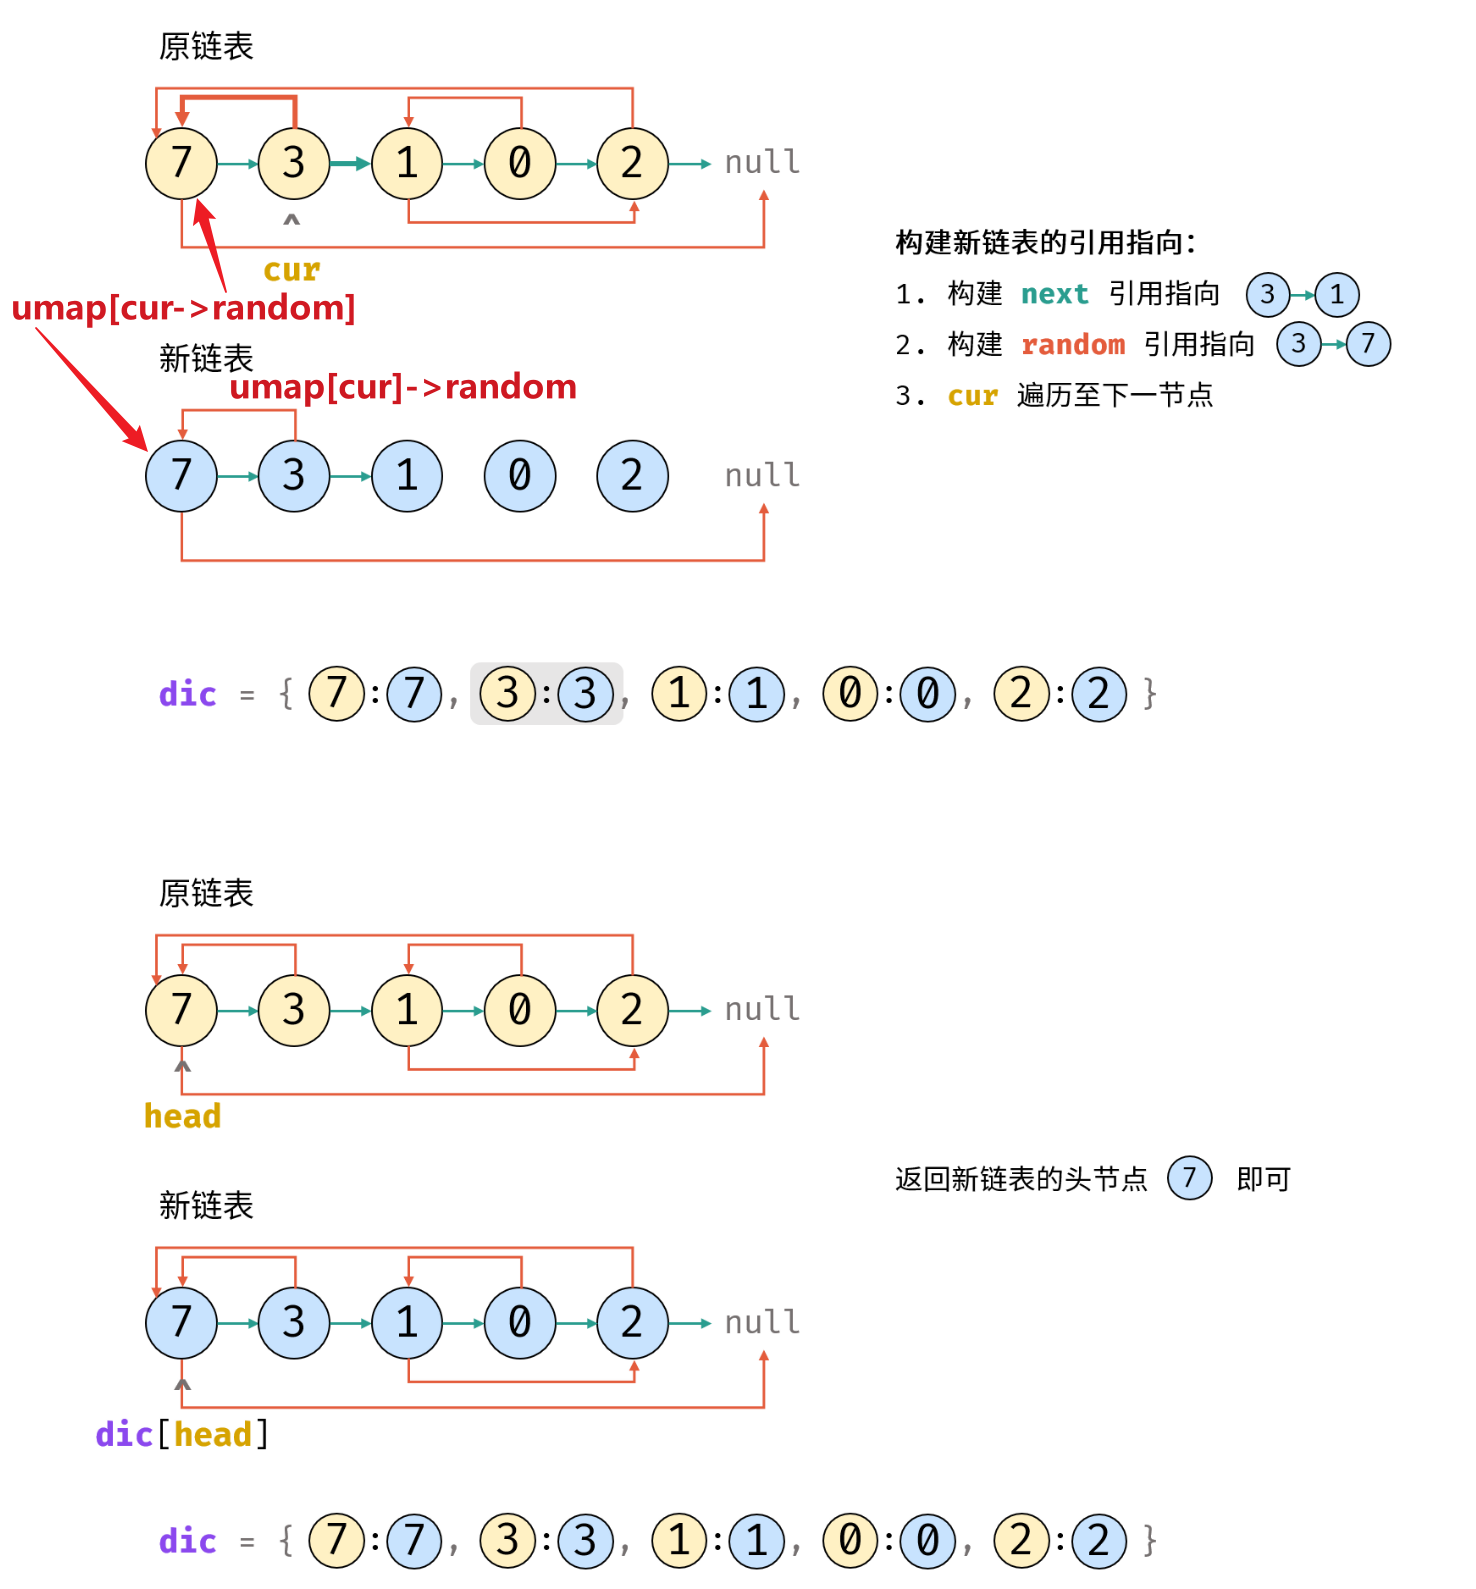 原链表
7 3 1 0 2 null
^
cur
umap[cur->random]
新链表
umap[cur]->random
7 3 1 0 2 null
构建新链表的引用指向：
1. 构建 next 引用指向 3 1
2. 构建 random 引用指向 3 7
3. cur 遍历至下一节点
dic = { 7:7, 3:3, 1:1, 0:0, 2:2 }
原链表
7 3 1 0 2 null
^
head
新链表
7 3 1 0 2 null
^
dic[head]
返回新链表的头节点 7 即可
dic = { 7:7, 3:3, 1:1, 0:0, 2:2 }